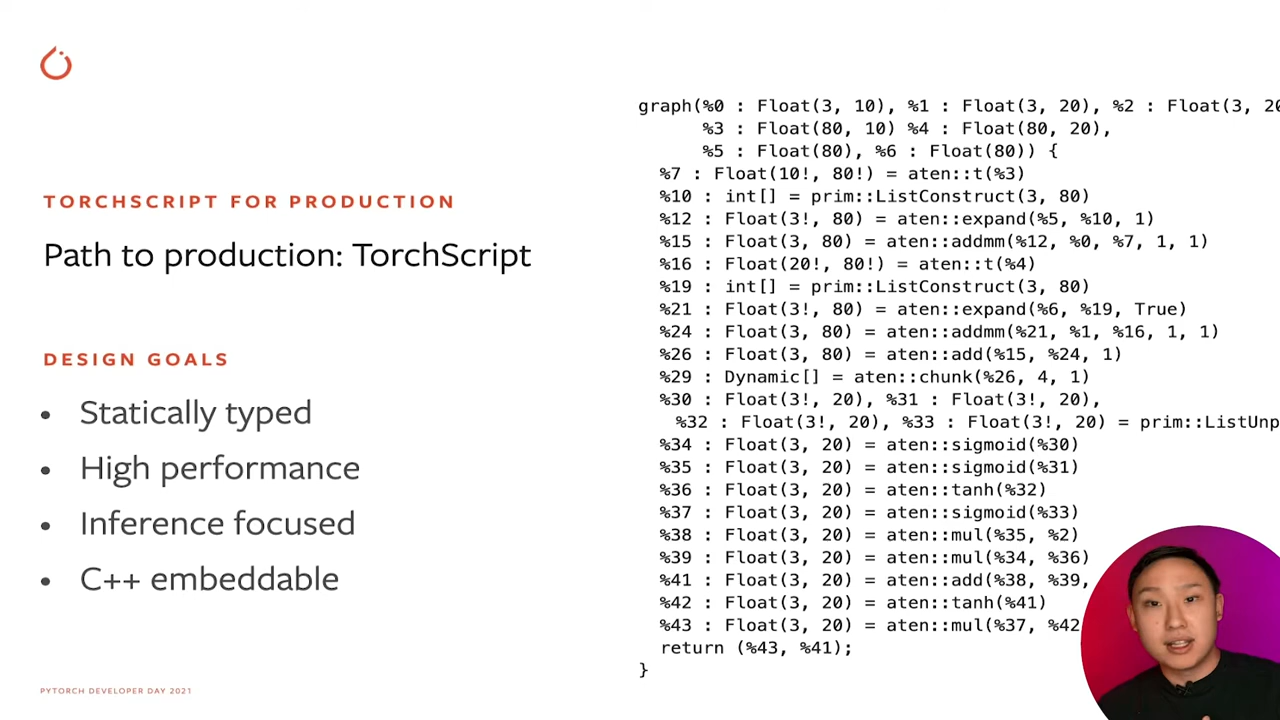 TORCHSCRIPT FOR PRODUCTION
Path to production: TorchScript
DESIGN GOALS
• Statically typed
• High performance
• Inference focused
• C++ embeddable
PYTORCH DEVELOPER DAY 2021
graph(%0 : Float(3, 10), %1 : Float(3, 20), %2 : Float(3, 20
%3 : Float(80, 10) %4 : Float(80, 20),
%5 : Float(80), %6 : Float(80)) {
%7 : Float(10!, 80!) = aten::t(%3)
%10 : int[] = prim::ListConstruct(3, 80)
%12 : Float(3!, 80) = aten::expand(%5, %10, 1)
%15 : Float(3, 80) = aten::addmm(%12, %0, %7, 1, 1)
%16 : Float(20!, 80!) = aten::t(%4)
%19 : int[] = prim::ListConstruct(3, 80)
%21 : Float(3!, 80) = aten::expand(%6, %19, True)
%24 : Float(3, 80) = aten::addmm(%21, %1, %16, 1, 1)
%26 : Float(3, 80) = aten::add(%15, %24, 1)
%29 : Dynamic[] = aten::chunk(%26, 4, 1)
%30 : Float(3!, 20), %31 : Float(3!, 20),
%32 : Float(3!, 20), %33 : Float(3!, 20) = prim::ListUnp
%34 : Float(3, 20) = aten::sigmoid(%30)
%35 : Float(3, 20) = aten::sigmoid(%31)
%36 : Float(3, 20) = aten::tanh(%32)
%37 : Float(3, 20) = aten::sigmoid(%33)
%38 : Float(3, 20) = aten::mul(%35, %2)
%39 : Float(3, 20) = aten::mul(%34, %36)
%41 : Float(3, 20) = aten::add(%38, %39,
%42 : Float(3, 20) = aten::tanh(%41)
%43 : Float(3, 20) = aten::mul(%37, %42
return (%43, %41);
}